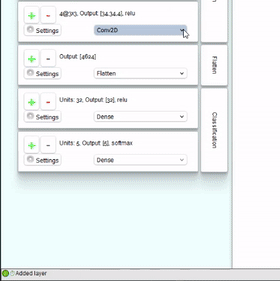 4@3x3, Output: [34,34,4], relu
Settings
Conv2D
Output: [4624]
Settings
Flatten
Flatten
Units: 32, Output: [32], relu
Settings
Dense
Units: 5, Output: [5], softmax
Settings
Dense
Classification
Added layer